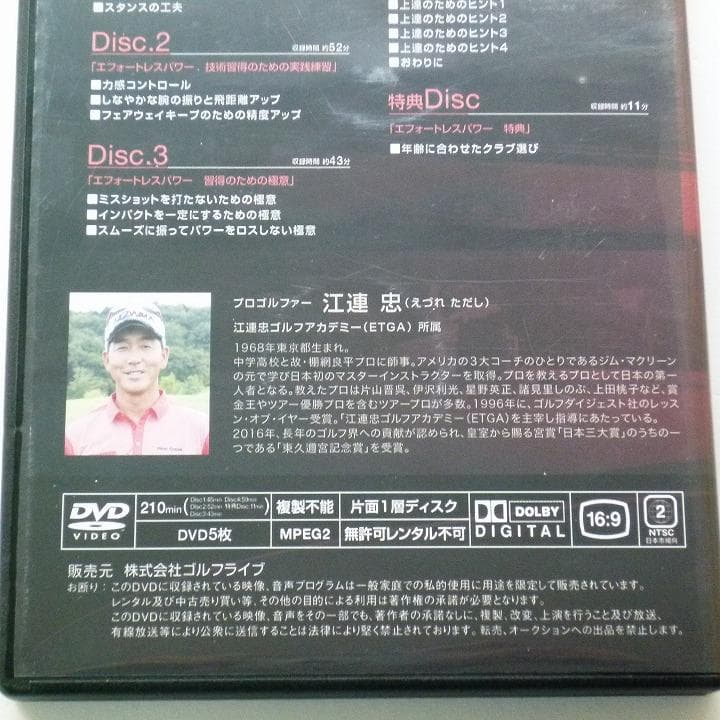 ■スタンスの工夫
Disc.2 収録時間 約52分
「エフォートレスパワー.技術習得のための実践練習」
■力感コントロール
■しなやかな腕の振りと飛距離アップ
■フェアウェイキープのための精度アップ
Disc.3 収録時間 約43分
「エフォートレスパワー 習得のための極意」
■ミスショットを打たないための極意
■インパクトを一定にするための極意
■スムーズに振ってパワーをロスしない極意
■上達のためのヒント1
■上達のためのヒント2
■上達のためのヒント3
■上達のためのヒント4
■おわりに
特典Disc 収録時間 約11分
「エフォートレスパワー 特典」
■年齢に合わせたクラブ選び
プロゴルファー 江連 忠(えづれ ただし)
江連忠ゴルフアカデミー(ETGA) 所属
1968年東京都生まれ。
中学高校と故・棚網良平プロに師事。アメリカの3大コーチのひとりであるジム・マクリーン
の元で学び日本初のマスターインストラクターを取得。プロを教えるプロとして日本の第一
人者となる。教えたプロは片山晋呉、伊沢利光、星野英正、諸見里しのぶ、上田桃子など、賞
金王やツアー優勝プロを含むツアープロが多数。1996年に、ゴルフダイジェスト社のレッス
ン・オブ・イヤー受賞。「江連忠ゴルフアカデミー(ETGA)を主宰し指導にあたっている。
2016年、長年のゴルフ界への貢献が認められ、皇室から賜る宮賞「日本三大賞」のうちの一
つである「東久邇宮記念賞」を受賞。
DVD VIDEO
210min (Disc1:45min Disc4:59min Disc2:52min 特典Disc:11min Disc3:43min)
DVD5枚
複製不能
MPEG2
片面1層ディスク
無許可レンタル不可
DOLBY DIGITAL
16:9
2 NTSC 日本市場向
販売元 株式会社ゴルフライブ
お断り:このDVDに収録されている映像、音声プログラムは一般家庭での私的使用に用途を限定して販売されています。
レンタル及び中古売り買い等、その他の目的による利用は著作権の承諾が必要となります。
このDVDに収録されている映像、音声をその一部でも、著作者の承諾なしに、複製、改変、上演を行うこと及び放送、
有線放送等により公衆に送信することは法律により堅く禁止されております。転売、オークションへの出品を禁止します。